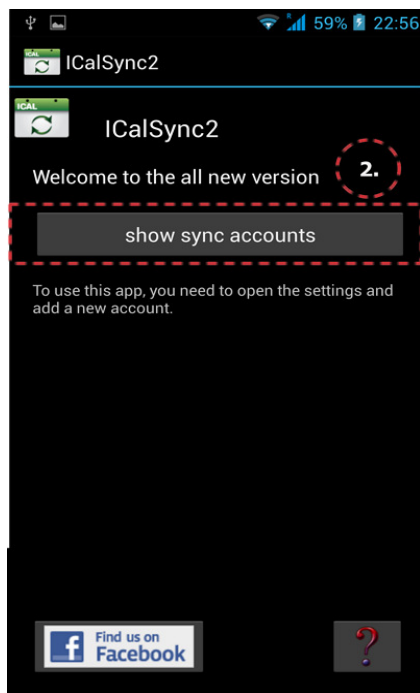 59% 22:56
ICAL ICalSync2
ICAL
ICalSync2
Welcome to the all new version
2.
show sync accounts
To use this app, you need to open the settings and
add a new account.
Find us on
Facebook
?